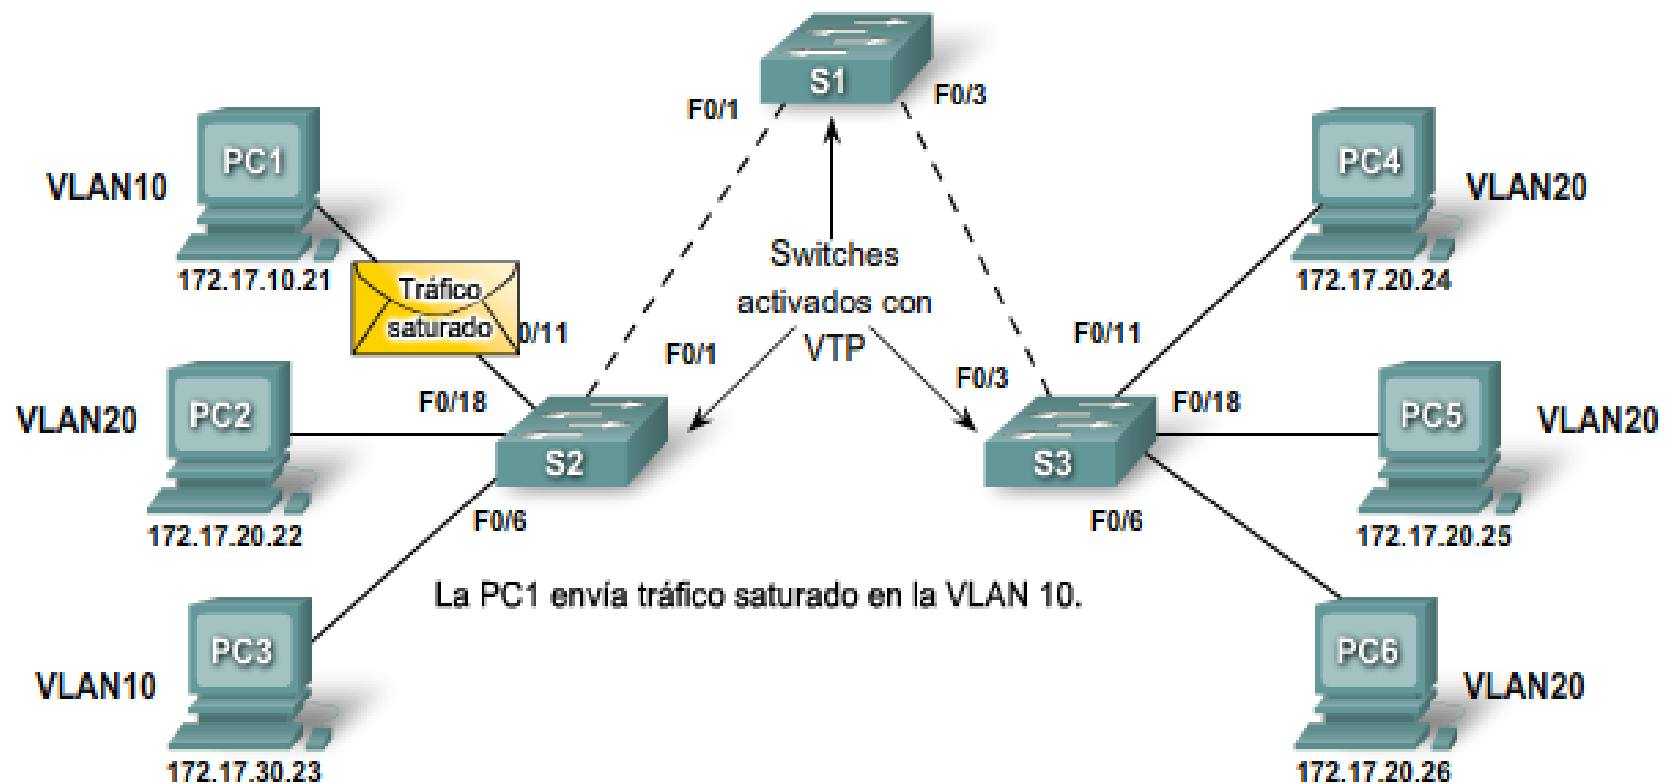 S1
F0/1
F0/3
PC1
VLAN10
172.17.10.21
Tráfico
saturado
0/11
PC4
VLAN20
172.17.20.24
Switches
activados con
VTP
F0/1
F0/11
F0/3
PC2
VLAN20
172.17.20.22
F0/18
S2
F0/6
S3
F0/18
F0/6
PC5
VLAN20
172.17.20.25
La PC1 envía tráfico saturado en la VLAN 10.
PC3
VLAN10
172.17.30.23
PC6
VLAN20
172.17.20.26